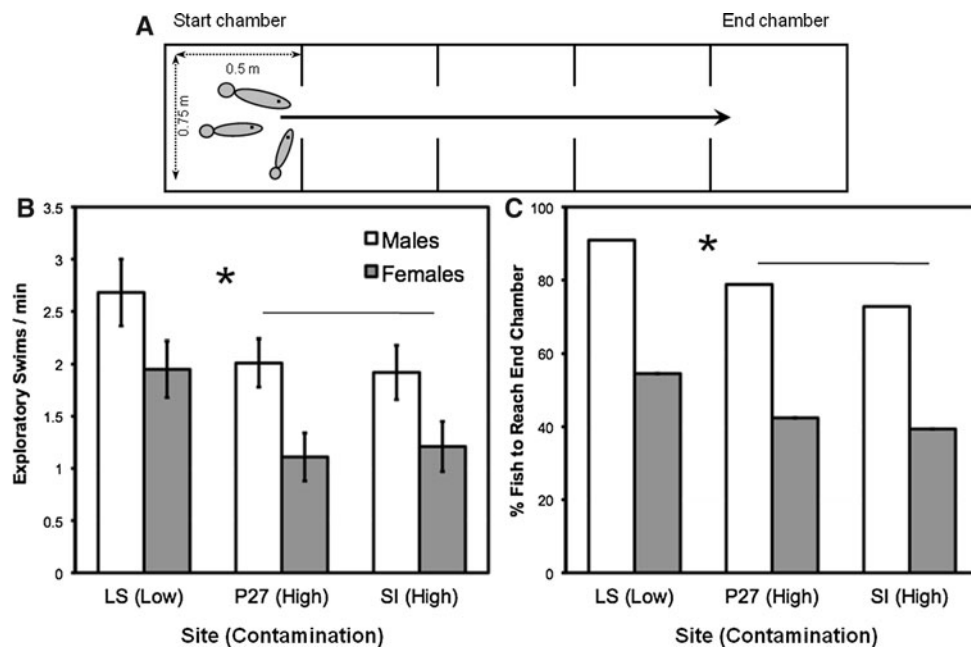 A
Start chamber
End chamber
0.5 m
0.75 m
B
3.5
3
2.5
2
1.5
1
0.5
0
Exploratory Swims / min
*
Males
Females
LS (Low) P27 (High) SI (High)
Site (Contamination)
C
100
80
60
40
20
0
% Fish to Reach End Chamber
*
LS (Low) P27 (High) SI (High)
Site (Contamination)